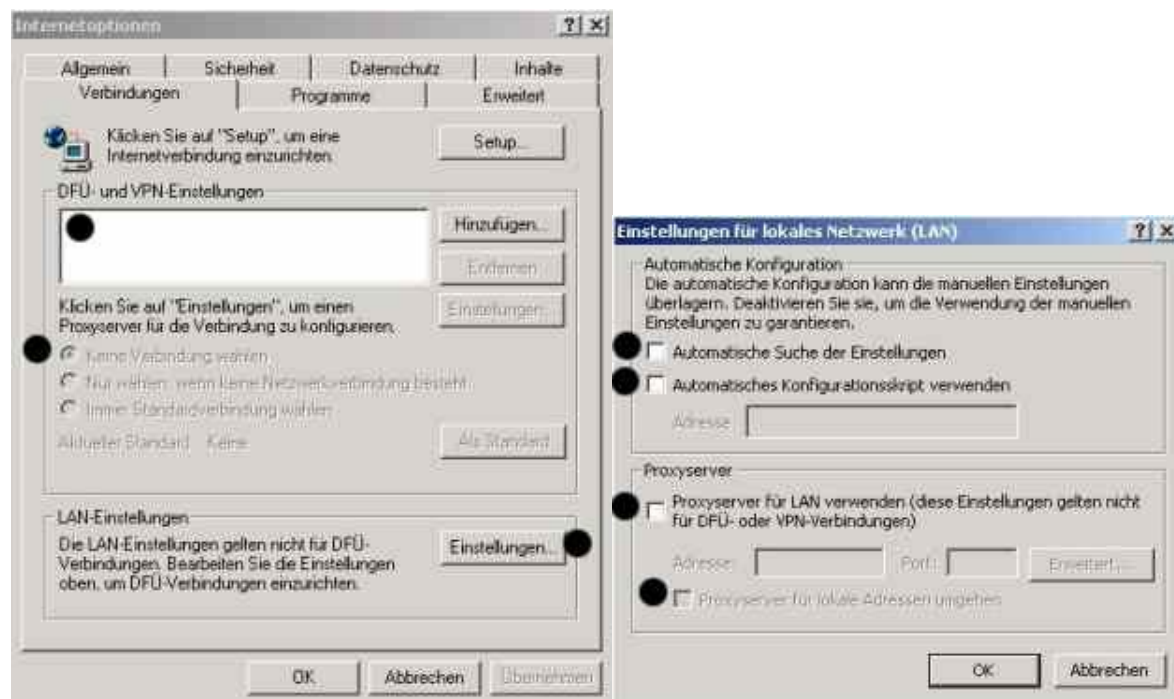 Internetoptionen
Allgemein Sicherheit Datenschutz Inhalte
Verbindungen Programme Erweitert
Klicken Sie auf "Setup", um eine
Internetverbindung einzurichten.
Setup...
DFÜ- und VPN-Einstellungen
Hinzufügen...
Entfernen
Klicken Sie auf "Einstellungen", um einen
Proxyserver für die Verbindung zu konfigurieren.
Einstellungen...
Keine Verbindung wählen
Nur wählen, wenn keine Netzwerkverbindung besteht
Immer Standardverbindung wählen
Aktueller Standard: Keine
Als Standard
LAN-Einstellungen
Die LAN-Einstellungen gelten nicht für DFÜ-
Verbindungen. Bearbeiten Sie die Einstellungen
oben, um DFÜ-Verbindungen einzurichten.
Einstellungen...
OK Abbrechen Übernehmen
Einstellungen für lokales Netzwerk (LAN)
Automatische Konfiguration
Die automatische Konfiguration kann die manuellen Einstellungen
überlagern. Deaktivieren Sie sie, um die Verwendung der manuellen
Einstellungen zu garantieren.
Automatische Suche der Einstellungen
Automatisches Konfigurationsskript verwenden
Adresse
Proxyserver
Proxyserver für LAN verwenden (diese Einstellungen gelten nicht
für DFÜ- oder VPN-Verbindungen)
Adresse: Port: Erweitert...
Proxyserver für lokale Adressen umgehen
OK Abbrechen